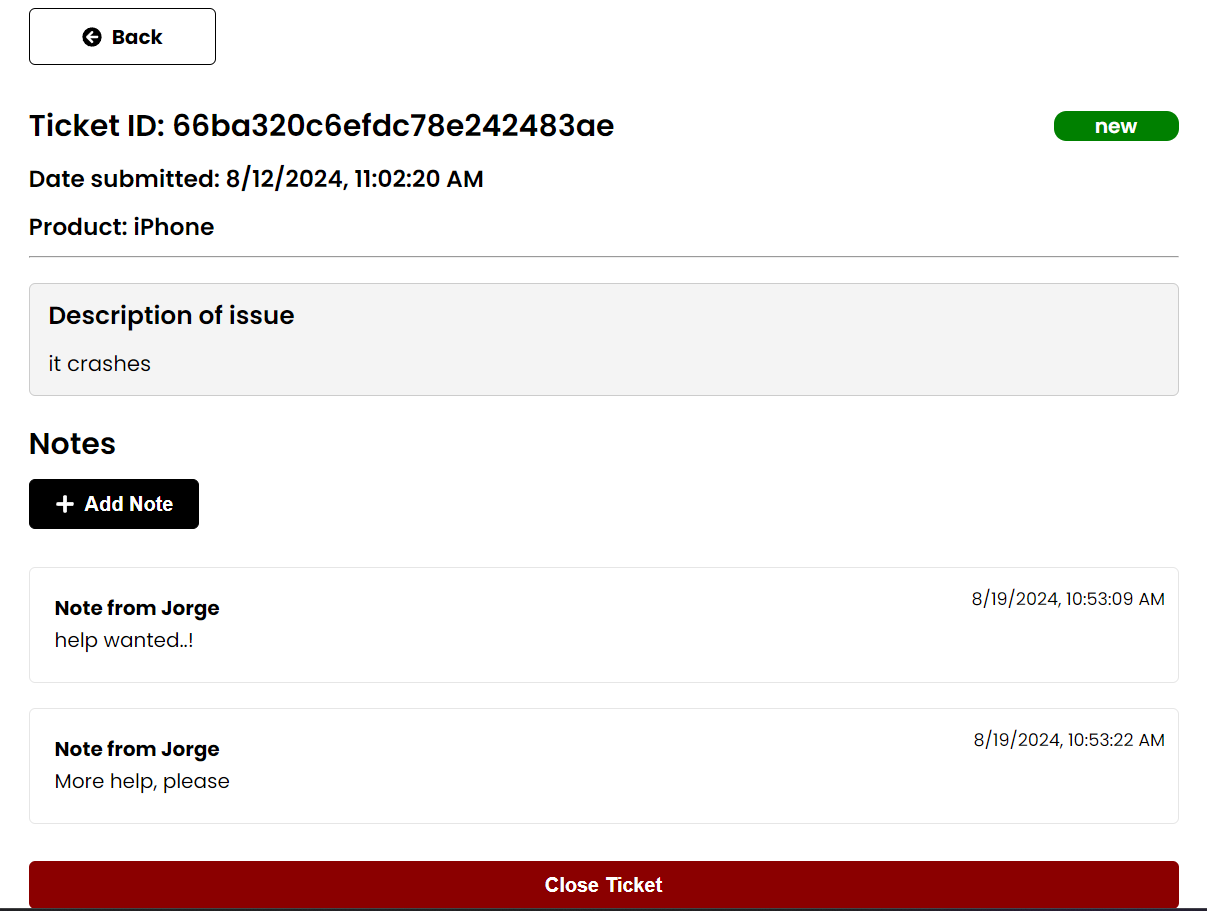 Back
Ticket ID: 66ba320c6efdc78e242483ae
new
Date submitted: 8/12/2024, 11:02:20 AM
Product: iPhone
Description of issue
it crashes
Notes
Add Note
Note from Jorge
8/19/2024, 10:53:09 AM
help wanted..!
Note from Jorge
8/19/2024, 10:53:22 AM
More help, please
Close Ticket